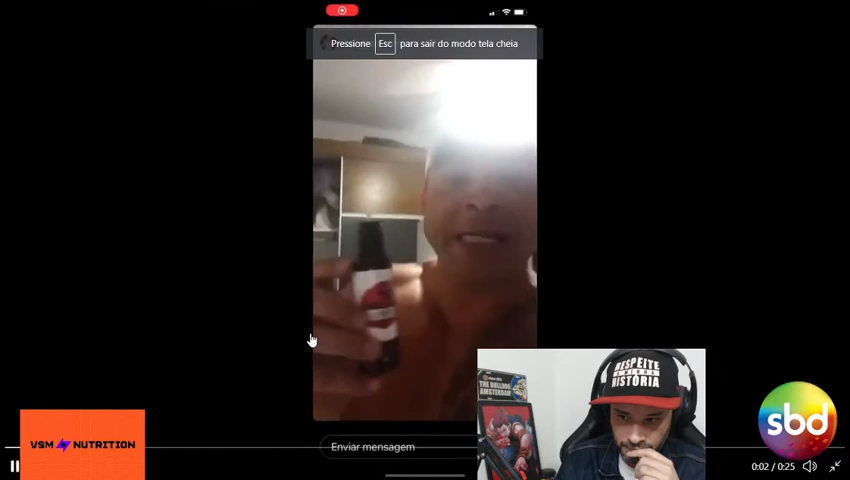 Pressione Esc para sair do modo tela cheia
RESPEITE
A MINHA
HISTÓRIA
THE BULLDOG
AMSTERDAM
VSM NUTRITION
sbd
Enviar mensagem
0:02 / 0:25